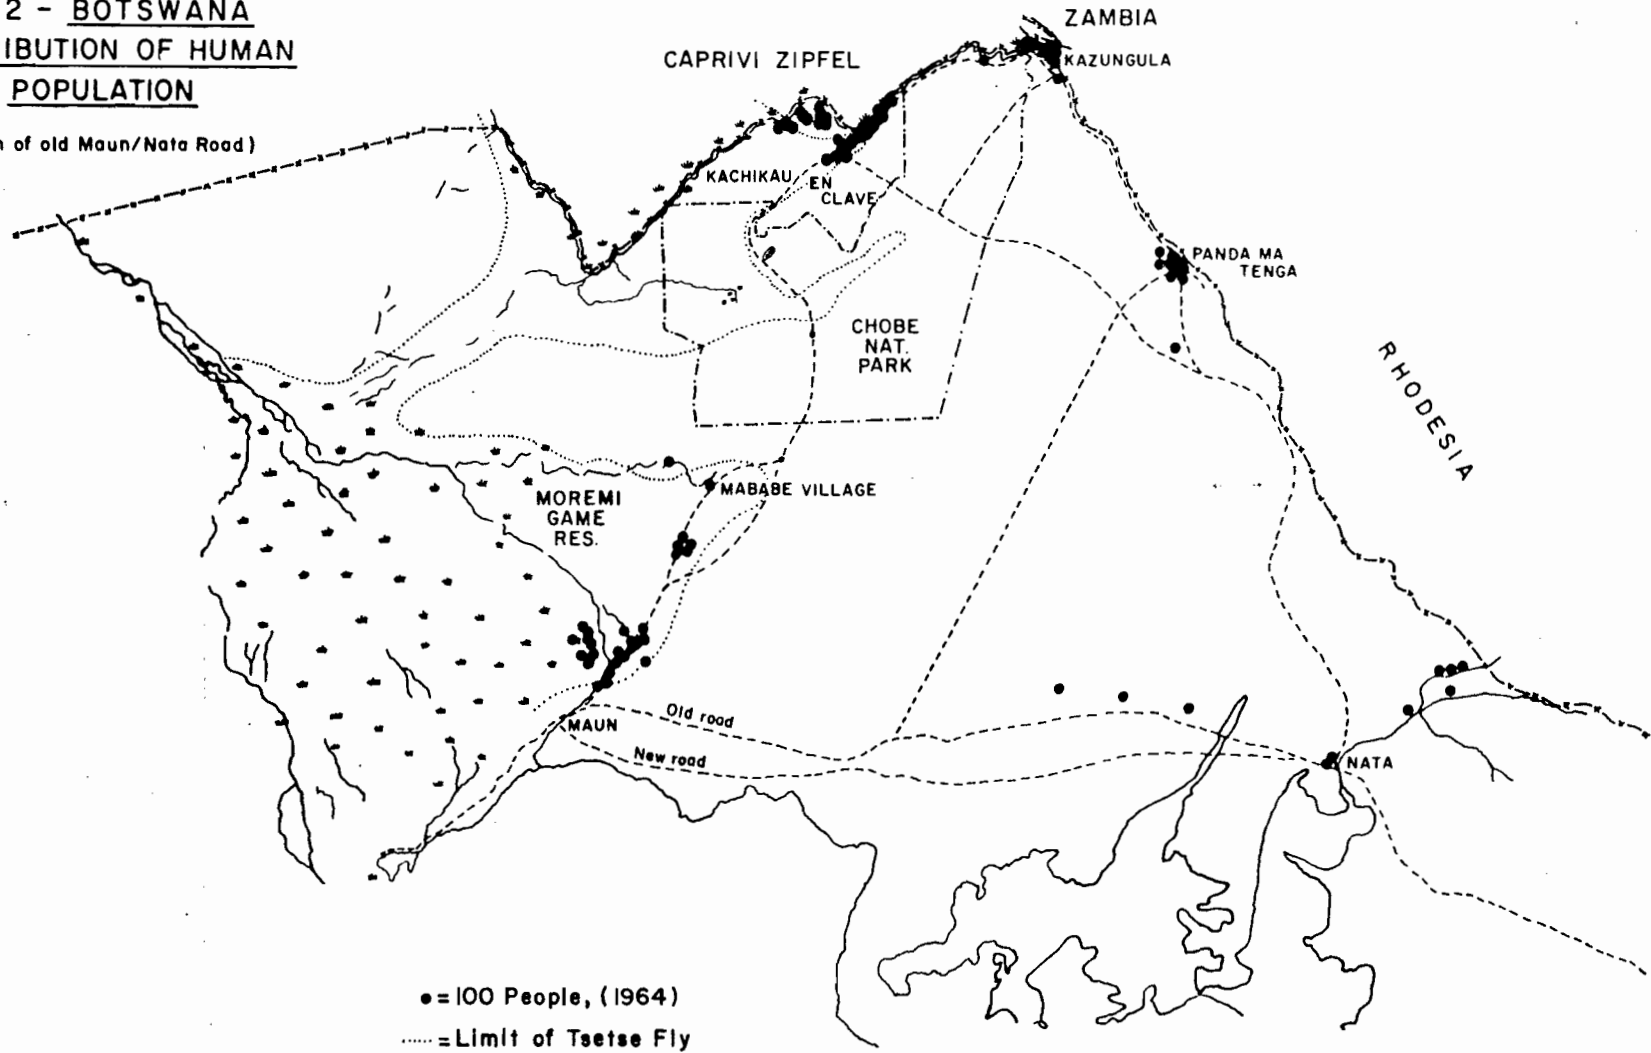 2 - BOTSWANA
IBUTION OF HUMAN
POPULATION
of old Maun/Nata Road)
ZAMBIA
CAPRIVI ZIPFEL
KAZUNGULA
KACHIKAU
EN
CLAVE
PANDA MA
TENGA
CHOBE
NAT.
PARK
RHODESIA
MABABE VILLAGE
MOREMI
GAME
RES.
Old road
MAUN
New road
NATA
● = 100 People, (1964)
...... = Limit of Tsetse Fly